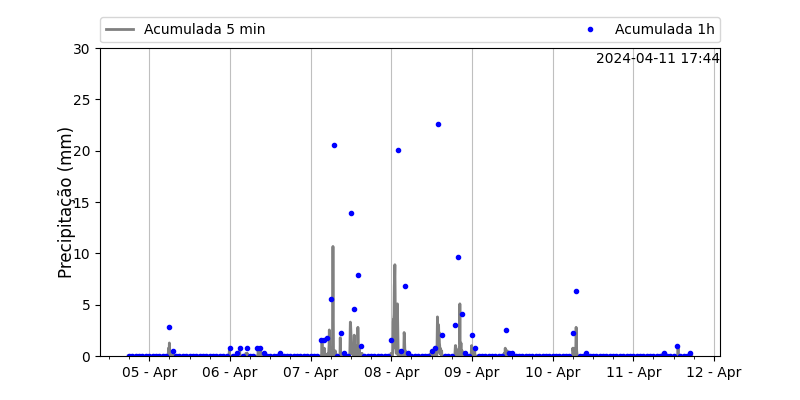 Acumulada 5 min
Acumulada 1h
2024-04-11 17:44
Precipitação (mm)
30
25
20
15
10
5
0
05 - Apr
06 - Apr
07 - Apr
08 - Apr
09 - Apr
10 - Apr
11 - Apr
12 - Apr